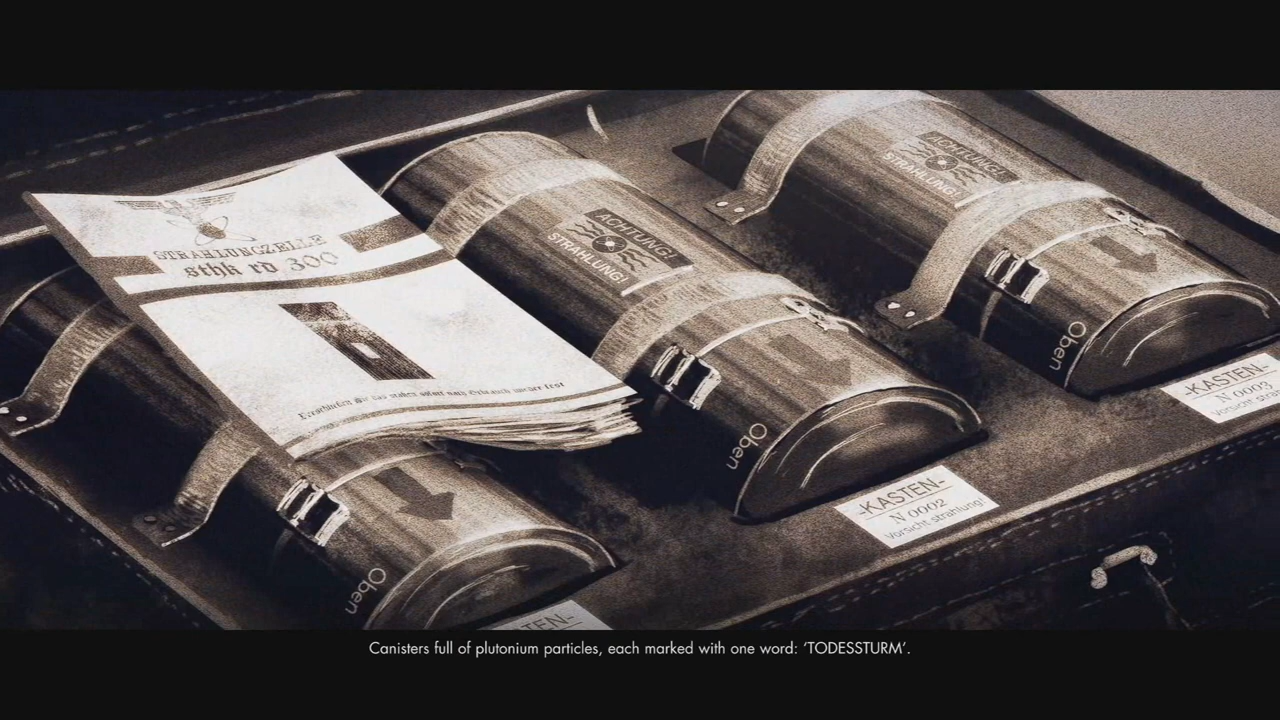 STRAHLUNGZELLE
sthk rd 300
ACHTUNG!
STRAHLUNG!
Oben
-KASTEN-
N 0002
Vorsicht strahlung!
ACHTUNG!
STRAHLUNG!
Oben
-KASTEN-
N 0003
Vorsicht
Oben
Canisters full of plutonium particles, each marked with one word: ‘TODESSTURM’.